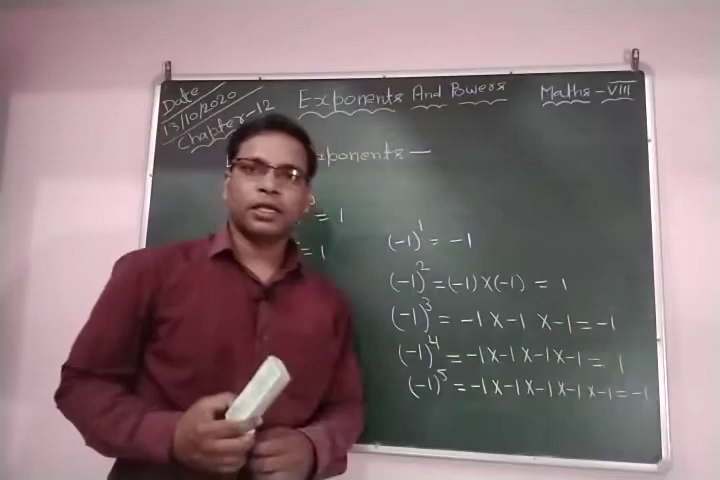 Date
13/10/2020
Chapter-12
Exponents And Powers
Maths-VIII
xponents —
= 1
= 1
(-1)¹ = -1
(-1)² = (-1) X (-1) = 1
(-1)³ = -1 X -1 X -1 = -1
(-1)⁴ = -1 X -1 X -1 X -1 = 1
(-1)⁵ = -1 X -1 X -1 X -1 X -1 = -1